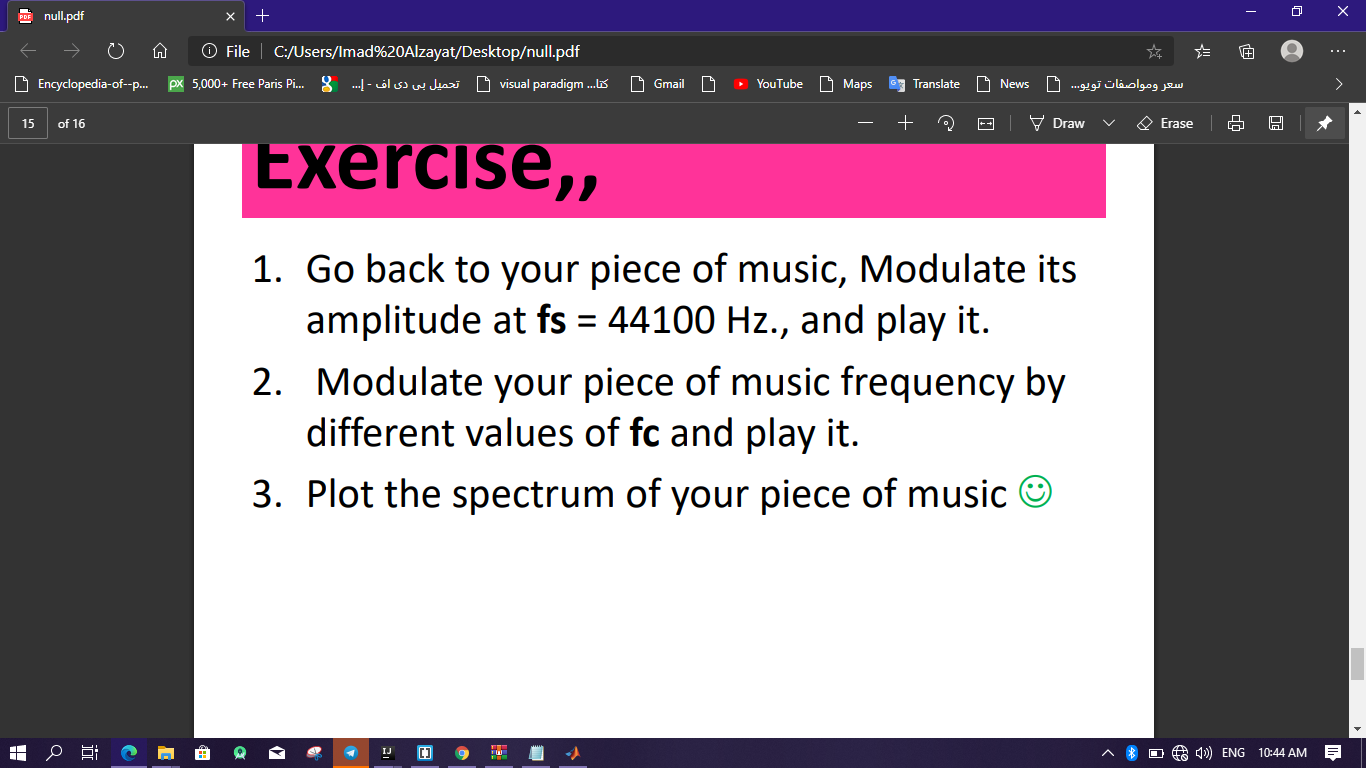 null.pdf
File
C:/Users/Imad%20Alzayat/Desktop/null.pdf
Encyclopedia-of--p...
px
5,000+ Free Paris Pi...
تحميل بى دى اف - إ...
visual paradigm كتا...
Gmail
YouTube
Maps
Translate
News
سعر ومواصفات تويو...
15 of 16
Draw
Erase
Exercise,,
1. Go back to your piece of music, Modulate its
amplitude at fs = 44100 Hz., and play it.
2. Modulate your piece of music frequency by
different values of fc and play it.
3. Plot the spectrum of your piece of music ☺
ENG
10:44 AM